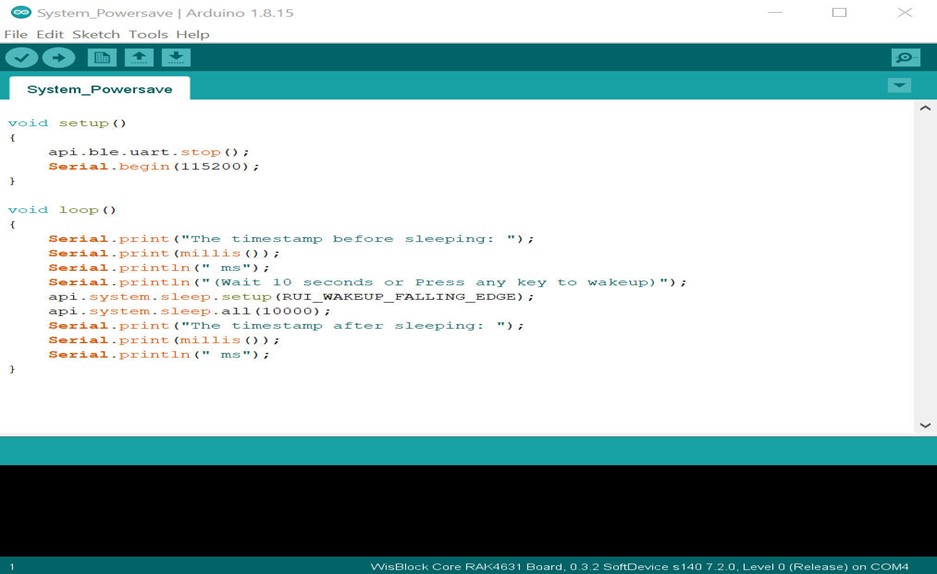 System_Powersave | Arduino 1.8.15
File Edit Sketch Tools Help
System_Powersave
void setup()
{
    api.ble.uart.stop();
    Serial.begin(115200);
}

void loop()
{
    Serial.print("The timestamp before sleeping: ");
    Serial.print(millis());
    Serial.println(" ms");
    Serial.println("(Wait 10 seconds or Press any key to wakeup)");
    api.system.sleep.setup(RUI_WAKEUP_FALLING_EDGE);
    api.system.sleep.all(10000);
    Serial.print("The timestamp after sleeping: ");
    Serial.print(millis());
    Serial.println(" ms");
}
1
WisBlock Core RAK4631 Board, 0.3.2 SoftDevice s140 7.2.0, Level 0 (Release) on COM4